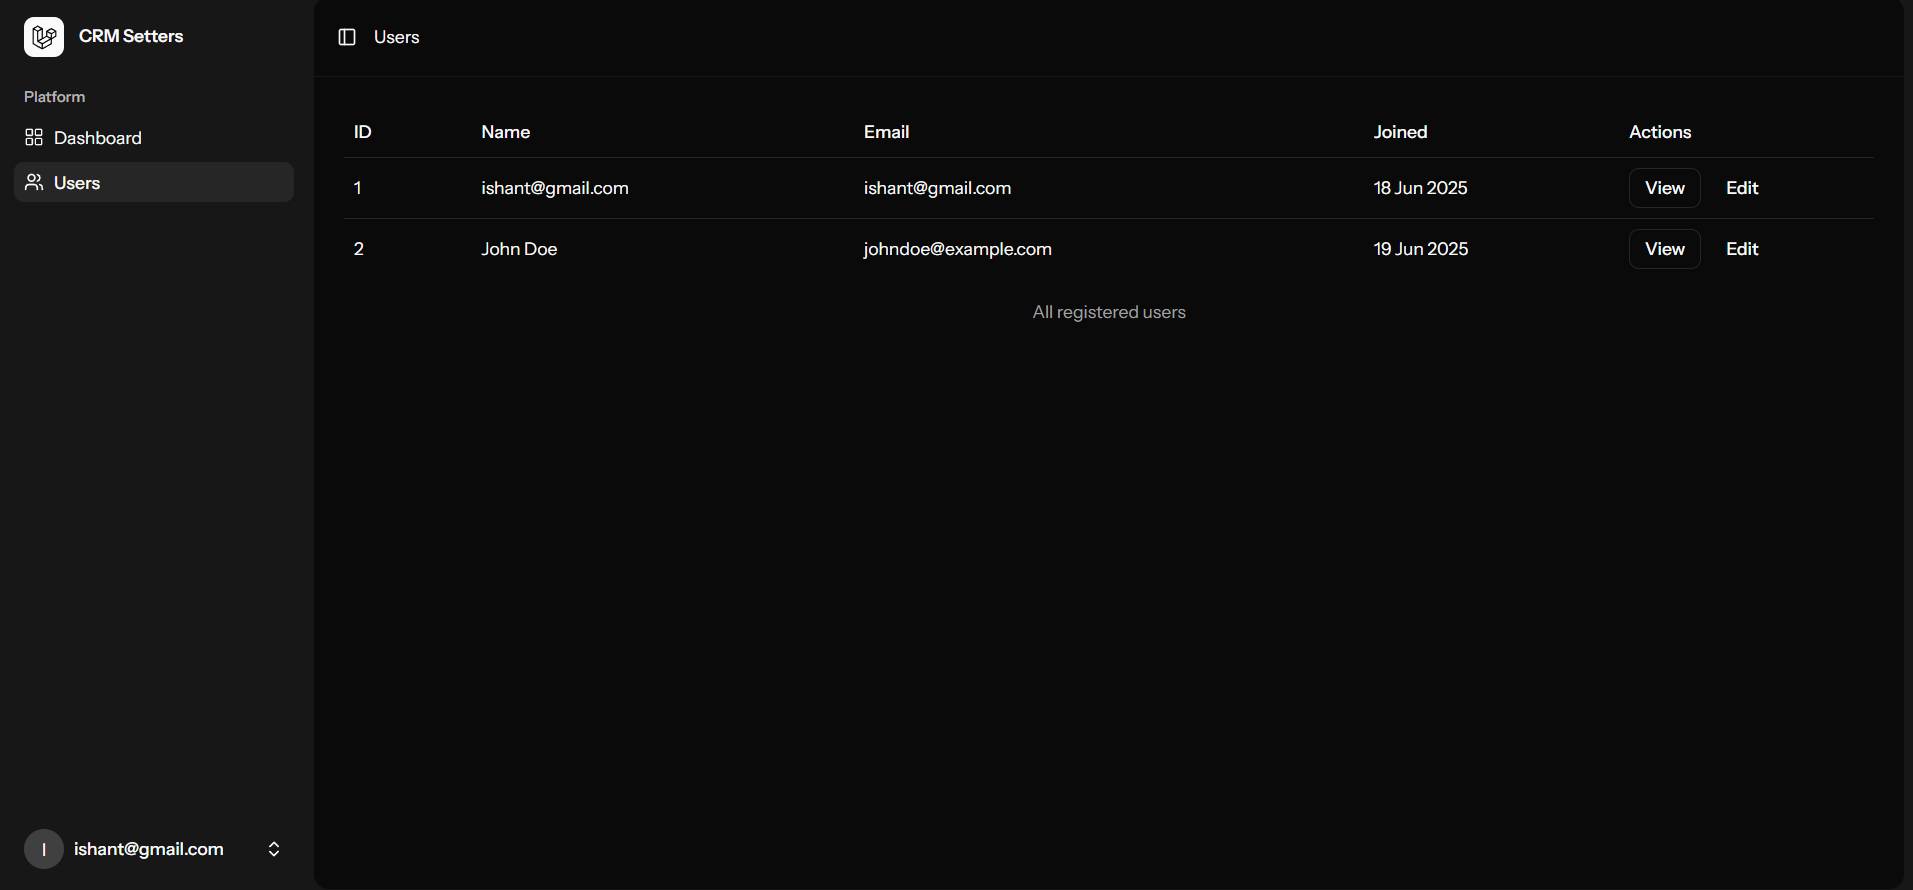 CRM Setters
Platform
Dashboard
Users
I ishant@gmail.com
Users
ID Name Email Joined Actions
1 ishant@gmail.com ishant@gmail.com 18 Jun 2025 View Edit
2 John Doe johndoe@example.com 19 Jun 2025 View Edit
All registered users